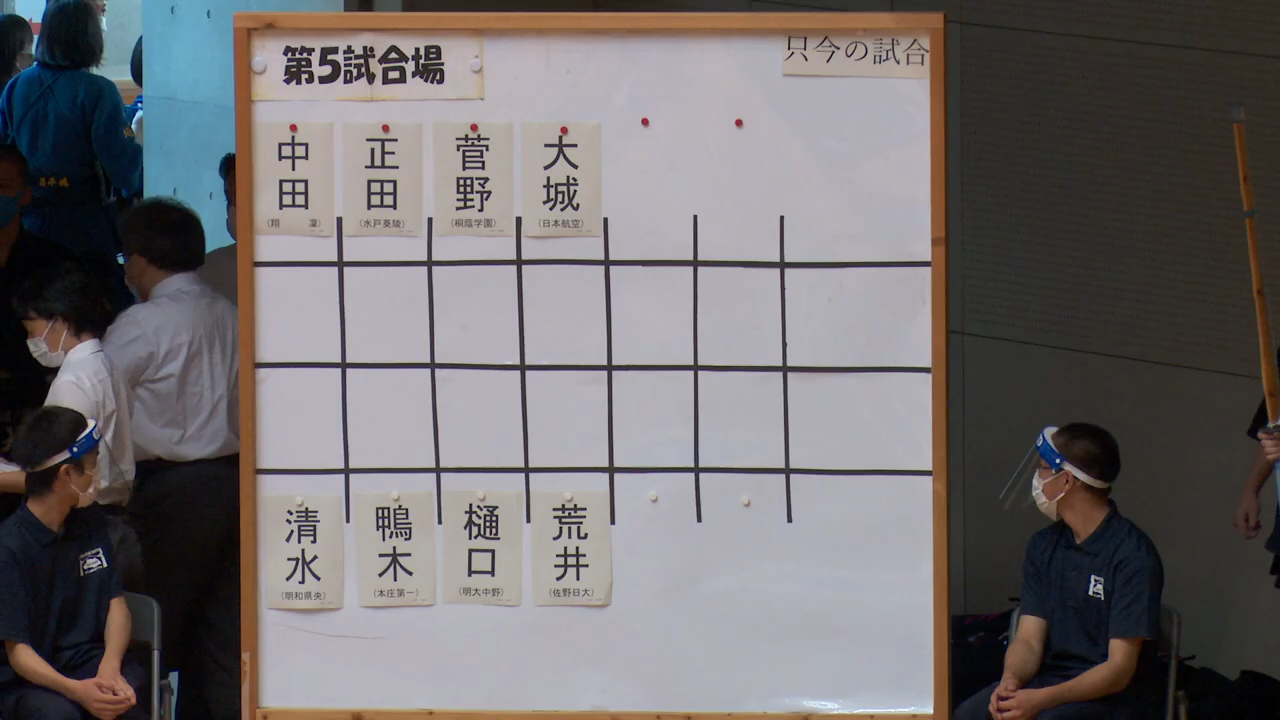 第5試合場
只今の試合
中田
(翔凜)
正田
(水戸葵陵)
菅野
(桐蔭学園)
大城
(日本航空)
清水
(明和県央)
鴨木
(本庄第一)
樋口
(明大中野)
荒井
(佐野日大)